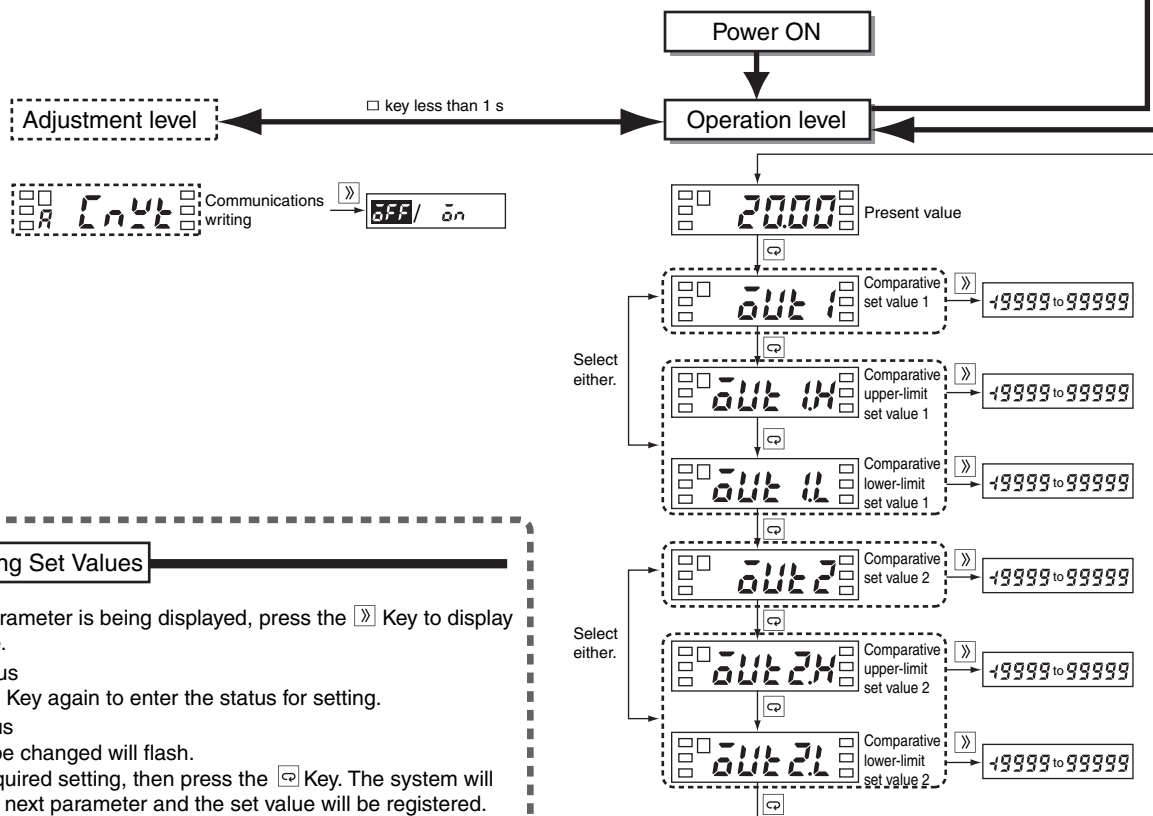 Power ON
Adjustment level
□ key less than 1 s
Operation level
A CnWt
Communications
writing
»
oFF/ on
20.00
Present value
oUt 1
Comparative
set value 1
»
-19999 to 99999
Select
either.
oUt 1.H
Comparative
upper-limit
set value 1
»
-19999 to 99999
oUt 1.L
Comparative
lower-limit
set value 1
»
-19999 to 99999
oUt 2
Comparative
set value 2
»
-19999 to 99999
Select
either.
oUt 2.H
Comparative
upper-limit
set value 2
»
-19999 to 99999
oUt 2.L
Comparative
lower-limit
set value 2
»
-19999 to 99999
ng Set Values
rameter is being displayed, press the » Key to display
e.
us
Key again to enter the status for setting.
us
be changed will flash.
quired setting, then press the Key. The system will
next parameter and the set value will be registered.